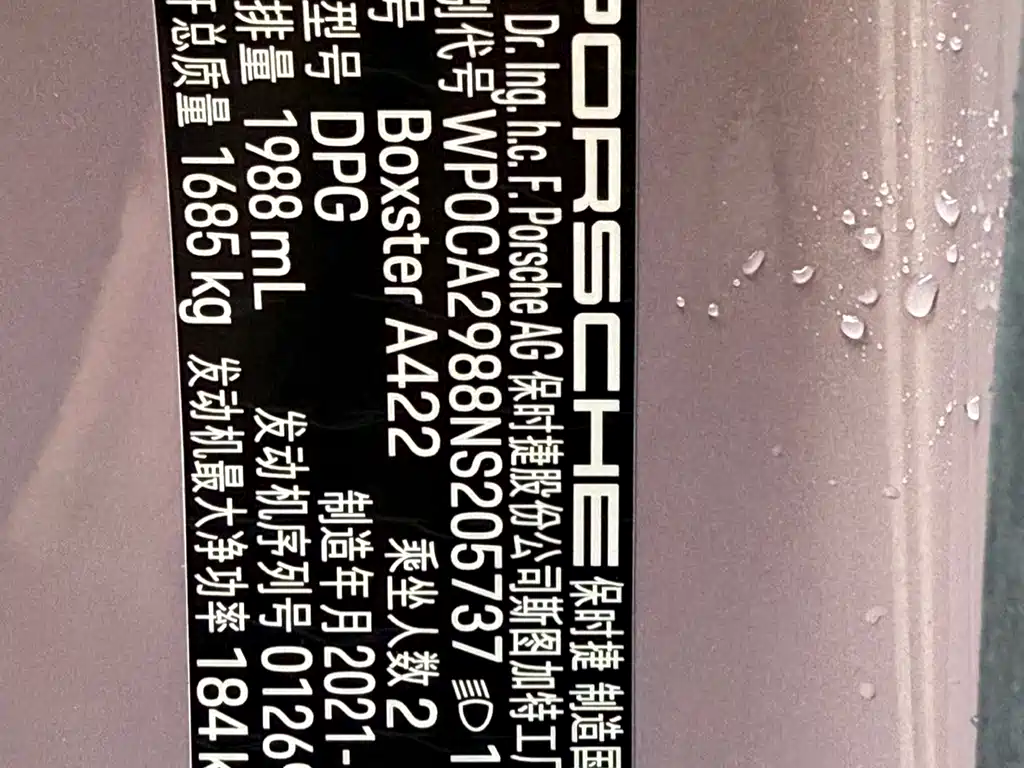 PORSCHE 保时捷 制造国
Dr. Ing. h.c. F. Porsche AG 保时捷股份公司斯图加特工厂
别代号 WP0CA2988NS205737 1
号 Boxster A422 乘坐人数 2
型号 DPG 制造年月 2021-
排量 1988 mL 发动机序列号 0126
总质量 1685 kg 发动机最大净功率 184 k